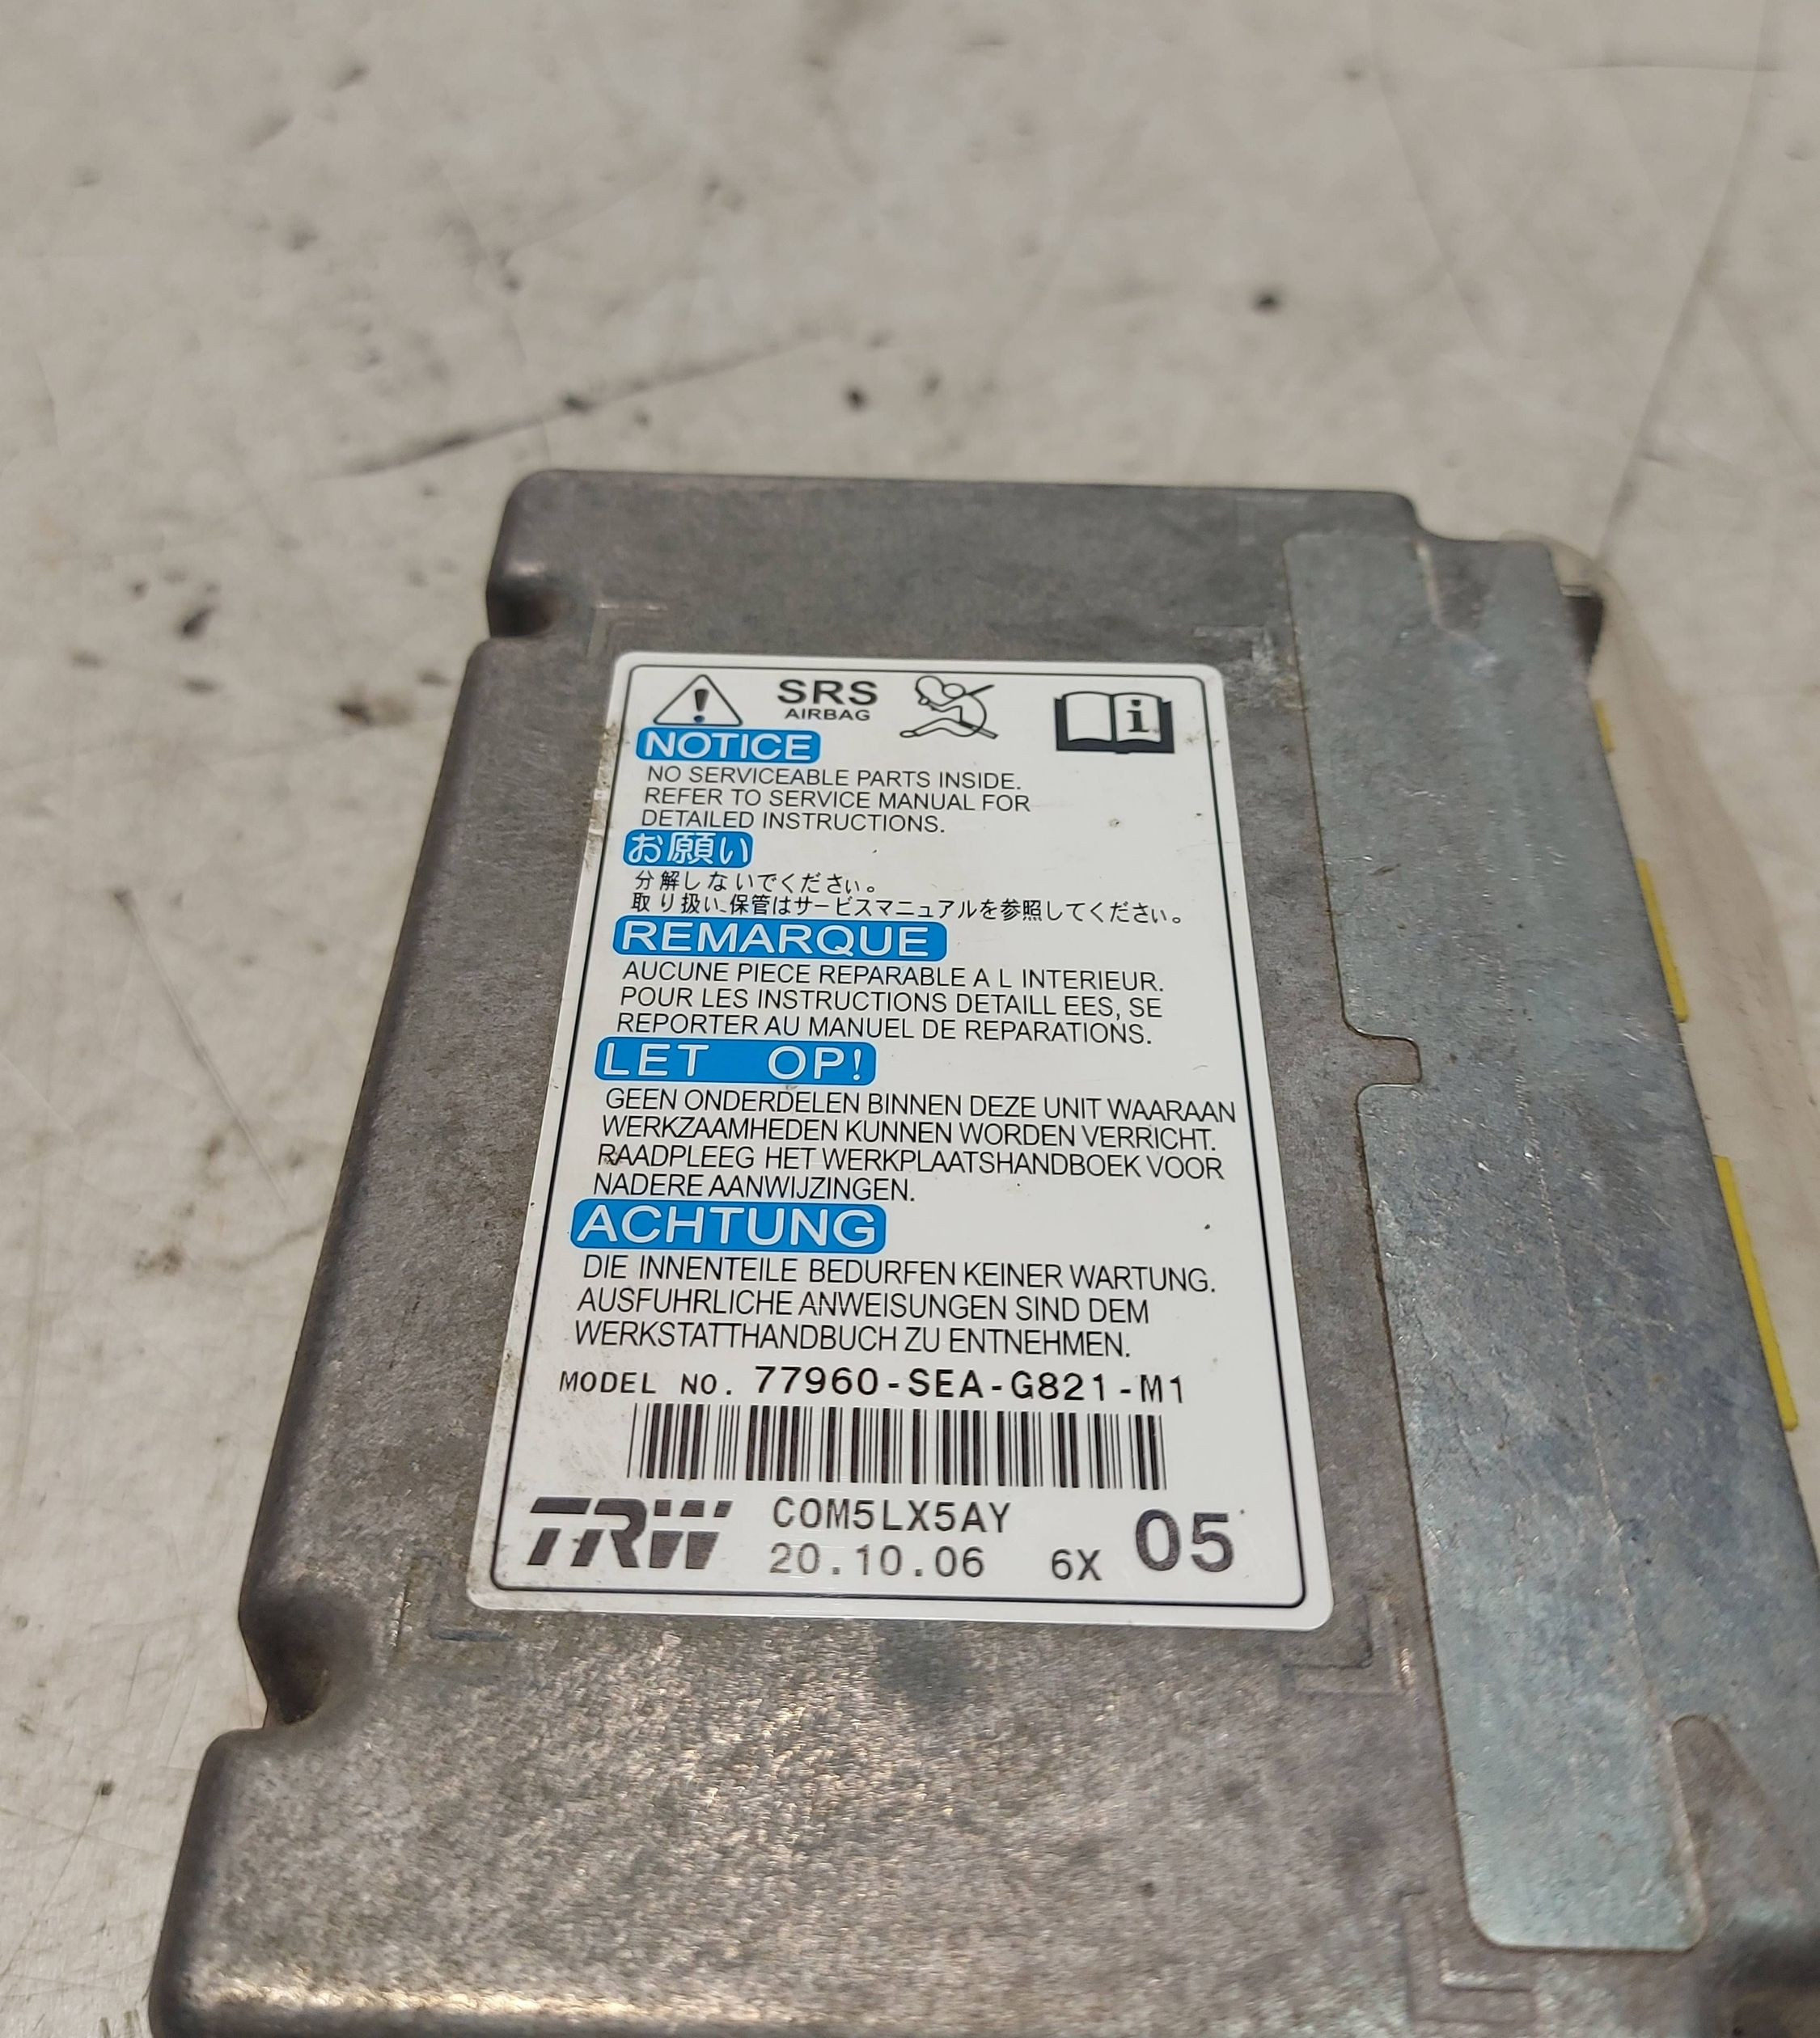 SRS
AIRBAG
NOTICE
NO SERVICEABLE PARTS INSIDE.
REFER TO SERVICE MANUAL FOR
DETAILED INSTRUCTIONS.
お願い
分解しないでください。
取り扱い、保管はサービスマニュアルを参照してください。
REMARQUE
AUCUNE PIECE REPARABLE A L INTERIEUR.
POUR LES INSTRUCTIONS DETAILL EES, SE
REPORTER AU MANUEL DE REPARATIONS.
LET OP!
GEEN ONDERDELEN BINNEN DEZE UNIT WAARAAN
WERKZAAMHEDEN KUNNEN WORDEN VERRICHT.
RAADPLEEG HET WERKPLAATSHANDBOEK VOOR
NADERE AANWIJZINGEN.
ACHTUNG
DIE INNENTEILE BEDURFEN KEINER WARTUNG.
AUSFUHRLICHE ANWEISUNGEN SIND DEM
WERKSTATTHANDBUCH ZU ENTNEHMEN.
MODEL NO. 77960-SEA-G821-M1
TRW COM5LX5AY
20.10.06 6X 05